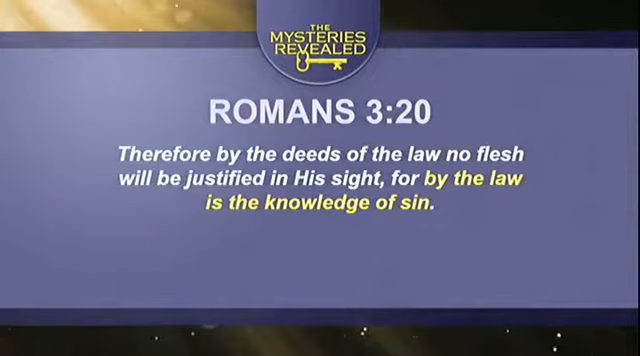 THE
MYSTERIES
REVEALED
ROMANS 3:20
Therefore by the deeds of the law no flesh
will be justified in His sight, for by the law
is the knowledge of sin.